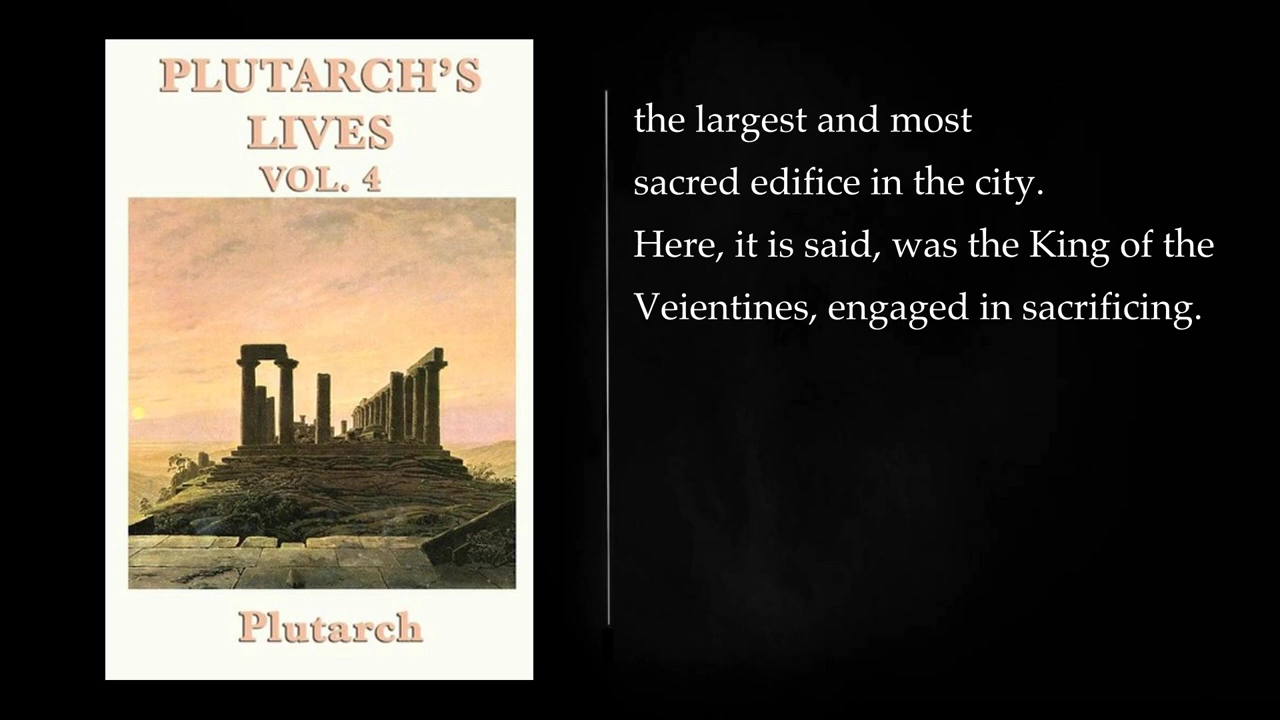 PLUTARCH'S
LIVES
VOL. 4
Plutarch
the largest and most
sacred edifice in the city.
Here, it is said, was the King of the
Veientines, engaged in sacrificing.